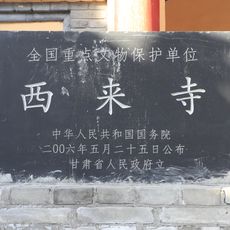 全国重点文物保护单位
西来寺
中华人民共和国国务院
二00六年五月二十五日公布
甘肃省人民政府立